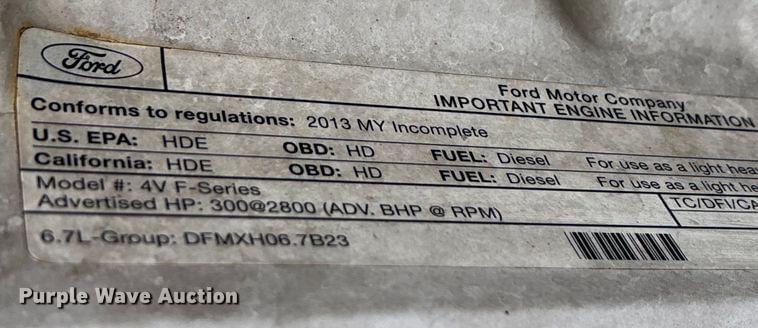 Ford
Ford Motor Company
IMPORTANT ENGINE INFORMATION
Conforms to regulations: 2013 MY Incomplete
U.S. EPA: HDE OBD: HD FUEL: Diesel For use as a light hea
California: HDE OBD: HD FUEL: Diesel For use as a light he
Model #: 4V F-Series
Advertised HP: 300@2800 (ADV. BHP @ RPM) TC/DFI/CA
6.7L-Group: DFMXH06.7B23
Purple Wave Auction